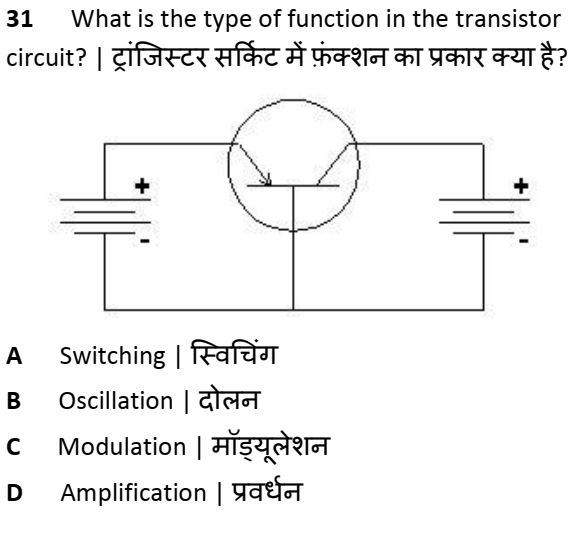 31 What is the type of function in the transistor
circuit? | ट्रांजिस्टर सर्किट में फ़ंक्शन का प्रकार क्या है?
+ +
- -
A Switching | स्विचिंग
B Oscillation | दोलन
C Modulation | मॉड्यूलेशन
D Amplification | प्रवर्धन